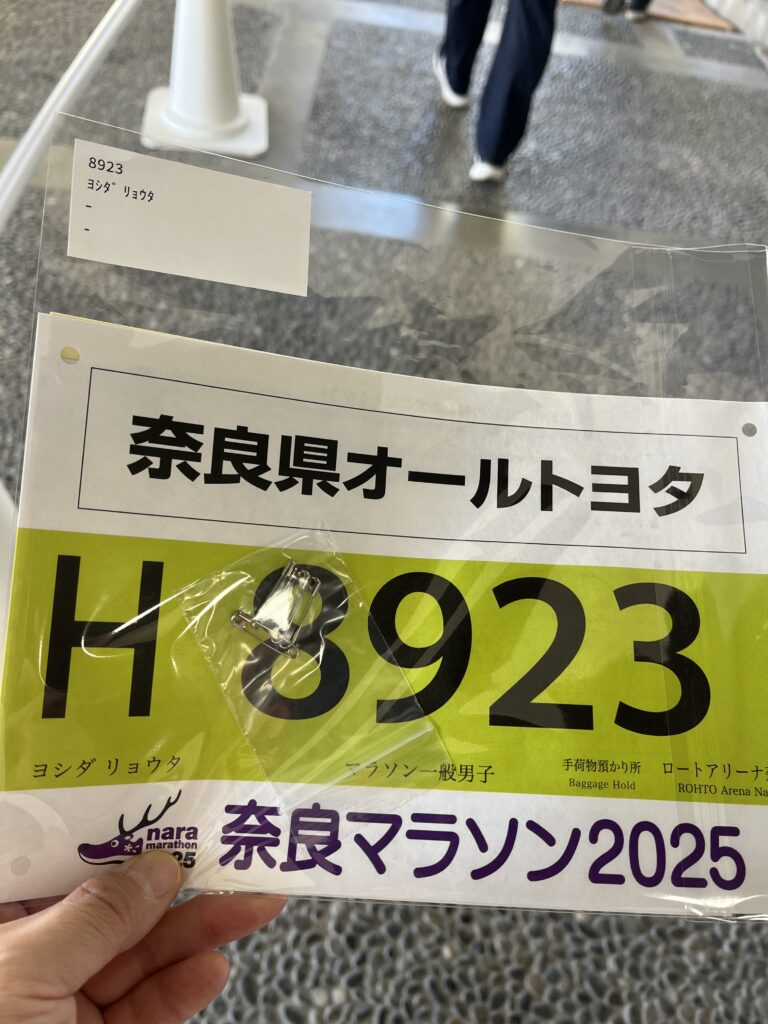 8923
ﾖｼﾀﾞ ﾘｮｳﾀ
-
-
奈良県オールトヨタ
H 8923
ヨシダ リョウタ
マラソン一般男子
手荷物預かり所 ロートアリーナ
Baggage Hold ROHTO Arena
nara
marathon
奈良マラソン2025